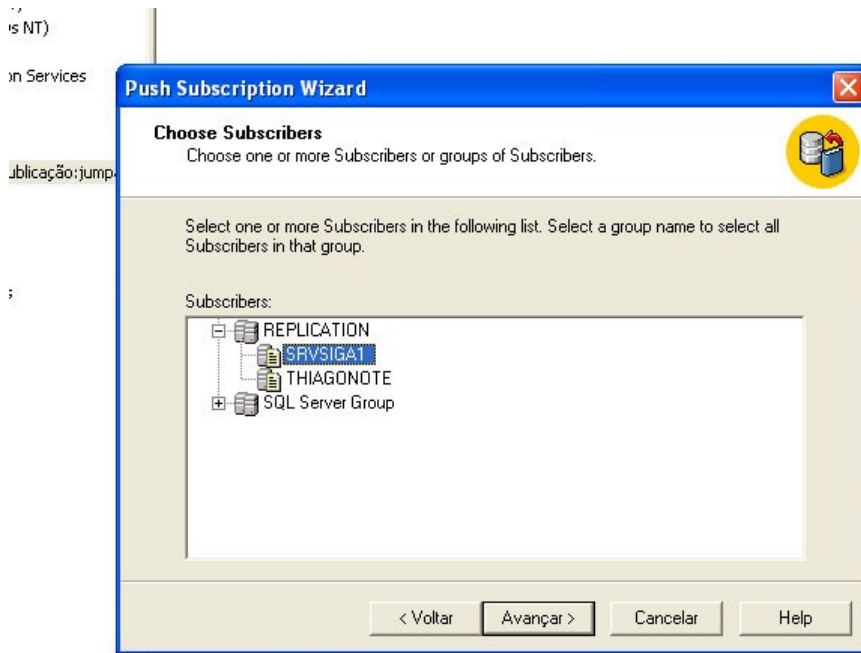 s NT)
on Services
Push Subscription Wizard
Choose Subscribers
Choose one or more Subscribers or groups of Subscribers.
ublicação:jump
Select one or more Subscribers in the following list. Select a group name to select all
Subscribers in that group.
Subscribers:
REPLICATION
SRVSIGA1
THIAGONOTE
SQL Server Group
< Voltar
Avançar >
Cancelar
Help